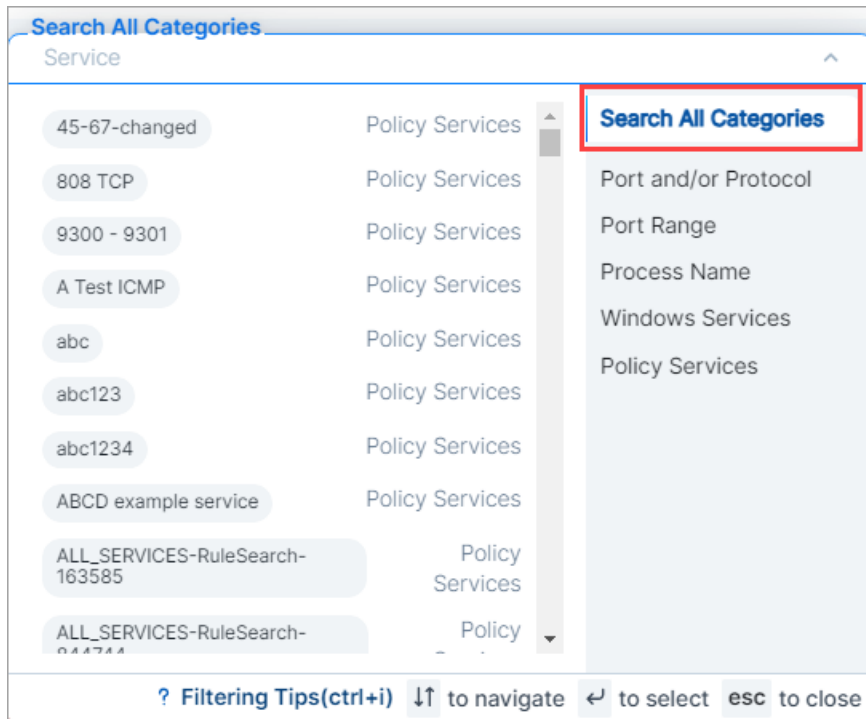 Search All Categories
Service
45-67-changed Policy Services
808 TCP Policy Services
9300 - 9301 Policy Services
A Test ICMP Policy Services
abc Policy Services
abc123 Policy Services
abc1234 Policy Services
ABCD example service Policy Services
ALL_SERVICES-RuleSearch- Policy
163585 Services
ALL_SERVICES-RuleSearch- Policy
Search All Categories
Port and/or Protocol
Port Range
Process Name
Windows Services
Policy Services
? Filtering Tips(ctrl+i) ↓↑ to navigate ↵ to select esc to close